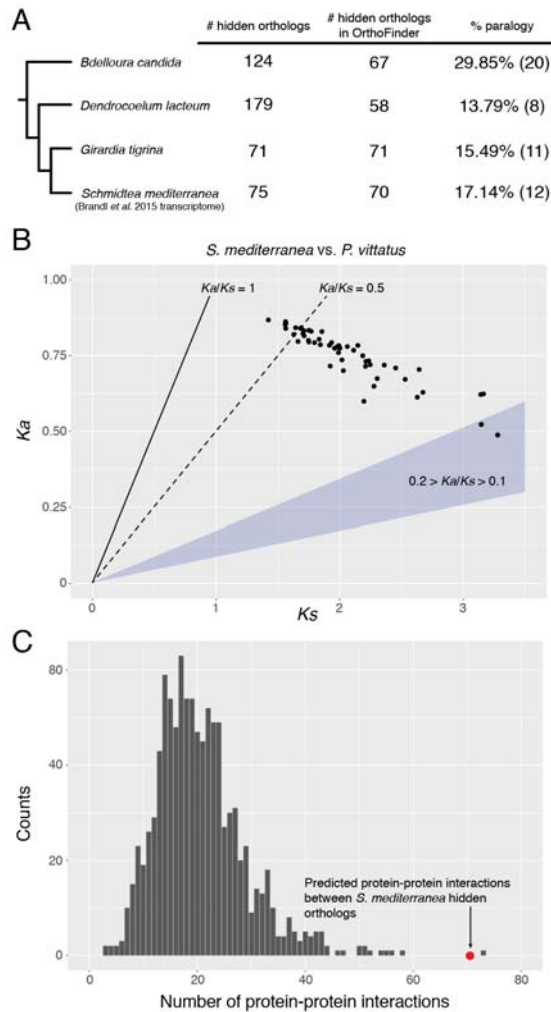 A
# hidden orthologs
# hidden orthologs
in OrthoFinder
% paralogy
Bdelloura candida 124 67 29.85% (20)
Dendrocoelum lacteum 179 58 13.79% (8)
Girardia tigrina 71 71 15.49% (11)
Schmidtea mediterranea 75 70 17.14% (12)
(Brandl et al. 2015 transcriptome)
B
S. mediterranea vs. P. vittatus
1.00
Ka/Ks = 1
Ka/Ks = 0.5
0.75
Ka
0.50
0.2 > Ka/Ks > 0.1
0.25
0
0 1 2 3
Ks
C
80
60
Counts
40
Predicted protein-protein interactions
between S. mediterranea hidden
orthologs
20
0
0 20 40 60 80
Number of protein-protein interactions